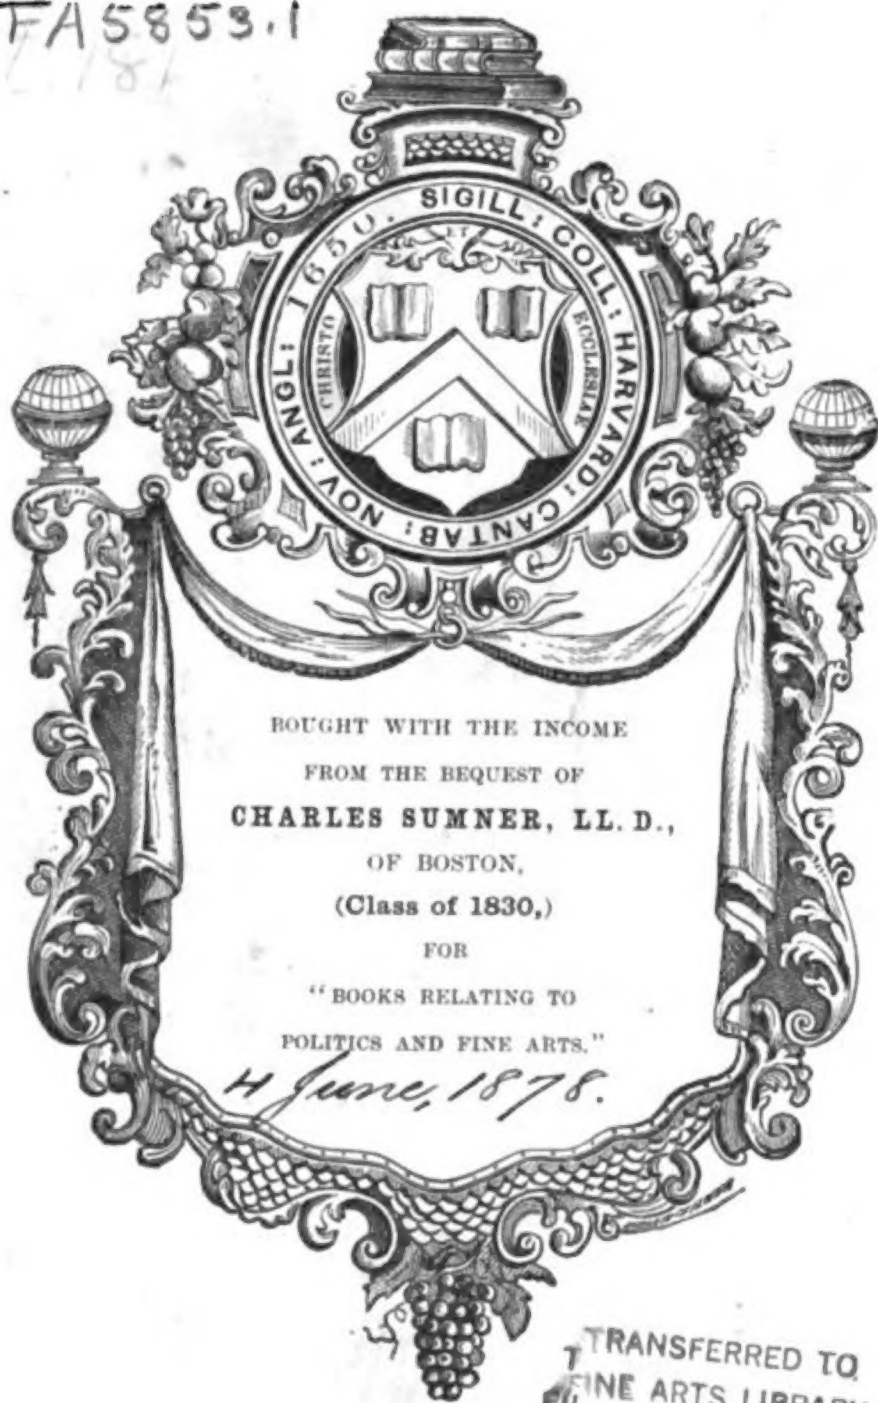 FA5853.1
SIGILL: COLL: HARVARD: CANTAB: NOV: ANGL: 1650.
ET
CHRISTO
ECCLESIAE
BOUGHT WITH THE INCOME
FROM THE BEQUEST OF
CHARLES SUMNER, LL. D.,
OF BOSTON,
(Class of 1830,)
FOR
"BOOKS RELATING TO
POLITICS AND FINE ARTS."
4 June, 1878.
TRANSFERRED TO
FINE ARTS LIBRARY